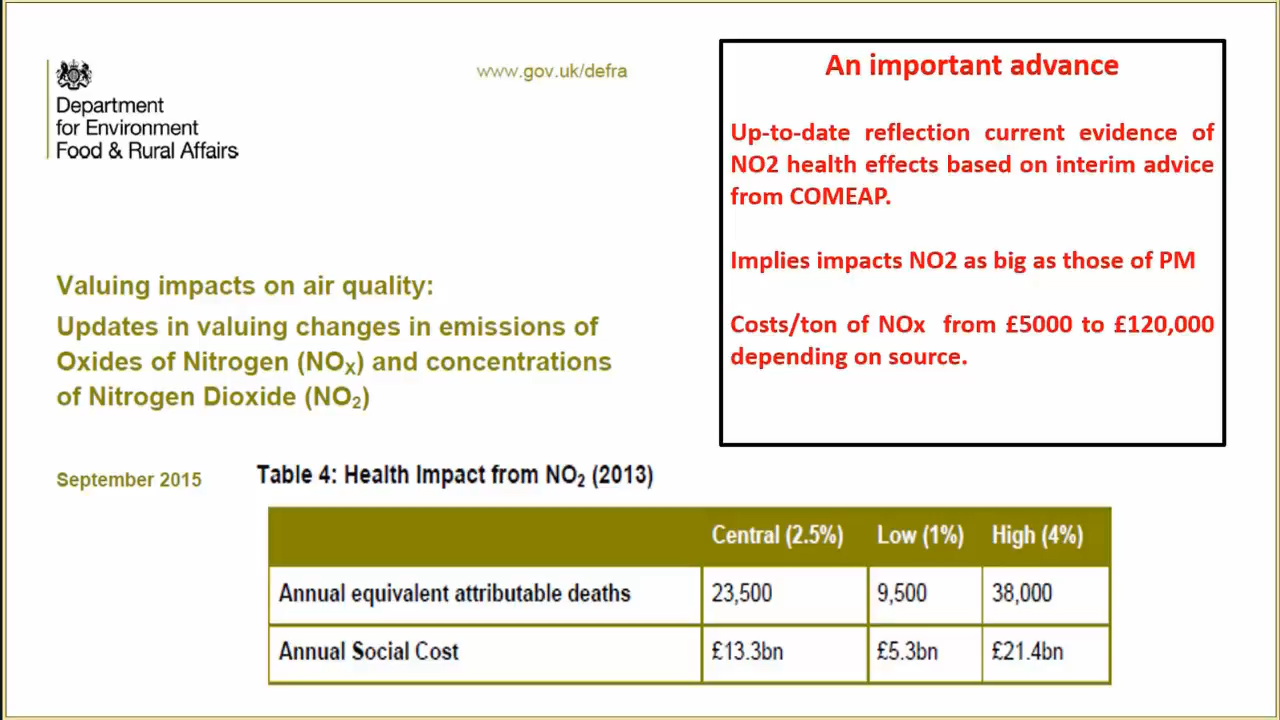 Department
for Environment
Food & Rural Affairs
www.gov.uk/defra
An important advance
Up-to-date reflection current evidence of
NO2 health effects based on interim advice
from COMEAP.
Implies impacts NO2 as big as those of PM
Costs/ton of NOx from £5000 to £120,000
depending on source.
Valuing impacts on air quality:
Updates in valuing changes in emissions of
Oxides of Nitrogen (NOX) and concentrations
of Nitrogen Dioxide (NO2)
September 2015
Table 4: Health Impact from NO2 (2013)
Central (2.5%) Low (1%) High (4%)
Annual equivalent attributable deaths 23,500 9,500 38,000
Annual Social Cost £13.3bn £5.3bn £21.4bn